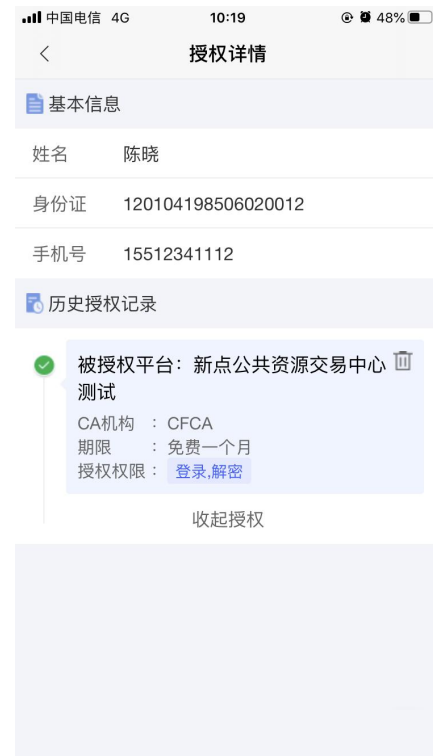 中国电信 4G 10:19 48%
授权详情
基本信息
姓名 陈晓
身份证 120104198506020012
手机号 15512341112
历史授权记录
被授权平台：新点公共资源交易中心
测试
CA机构 ： CFCA
期限 ： 免费一个月
授权权限： 登录,解密
收起授权